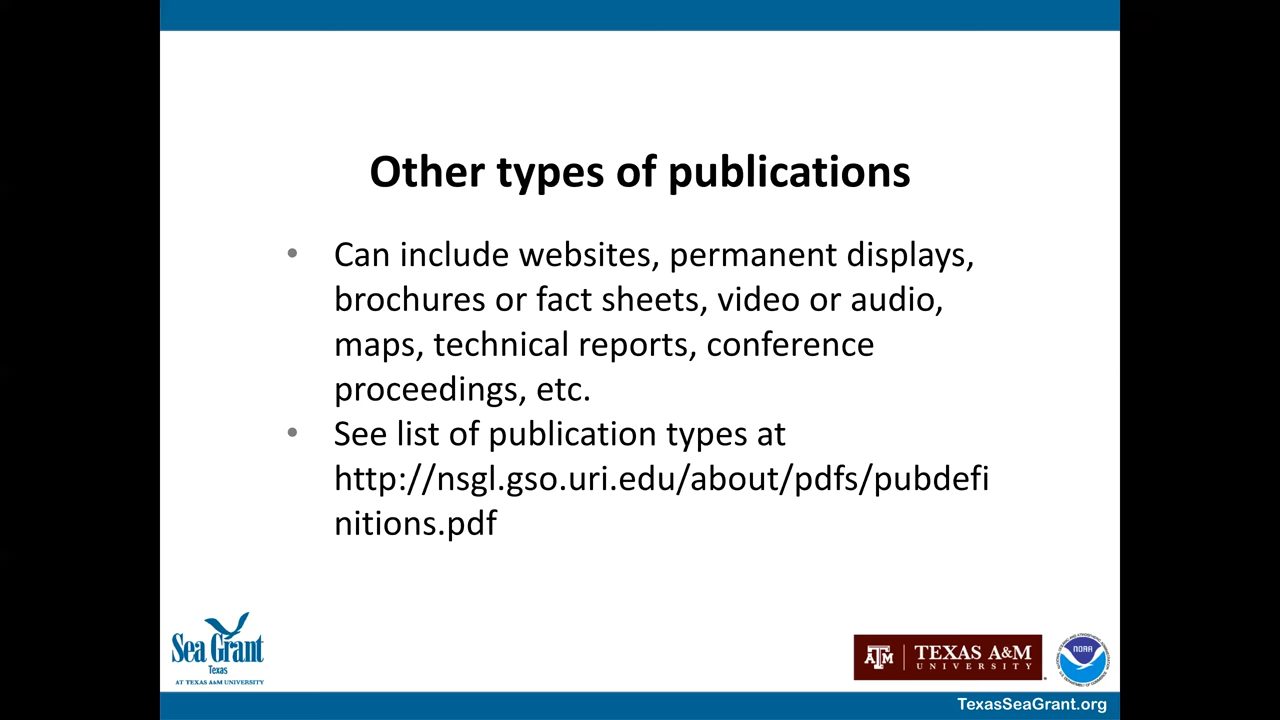 Other types of publications
• Can include websites, permanent displays,
brochures or fact sheets, video or audio,
maps, technical reports, conference
proceedings, etc.
• See list of publication types at
http://nsgl.gso.uri.edu/about/pdfs/pubdefi
nitions.pdf
Sea Grant
Texas
AT TEXAS A&M UNIVERSITY
ATM
TEXAS A&M
UNIVERSITY
NOAA
TexasSeaGrant.org